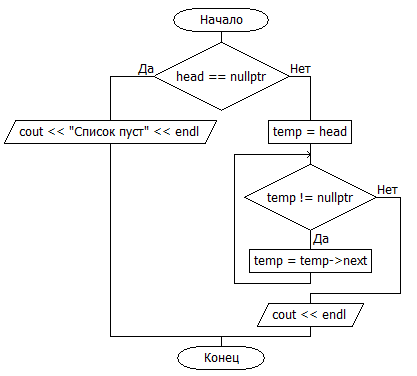 Начало
Да
head == nullptr
Нет
cout << "Список пуст" << endl
temp = head
temp != nullptr
Нет
Да
temp = temp->next
cout << endl
Конец